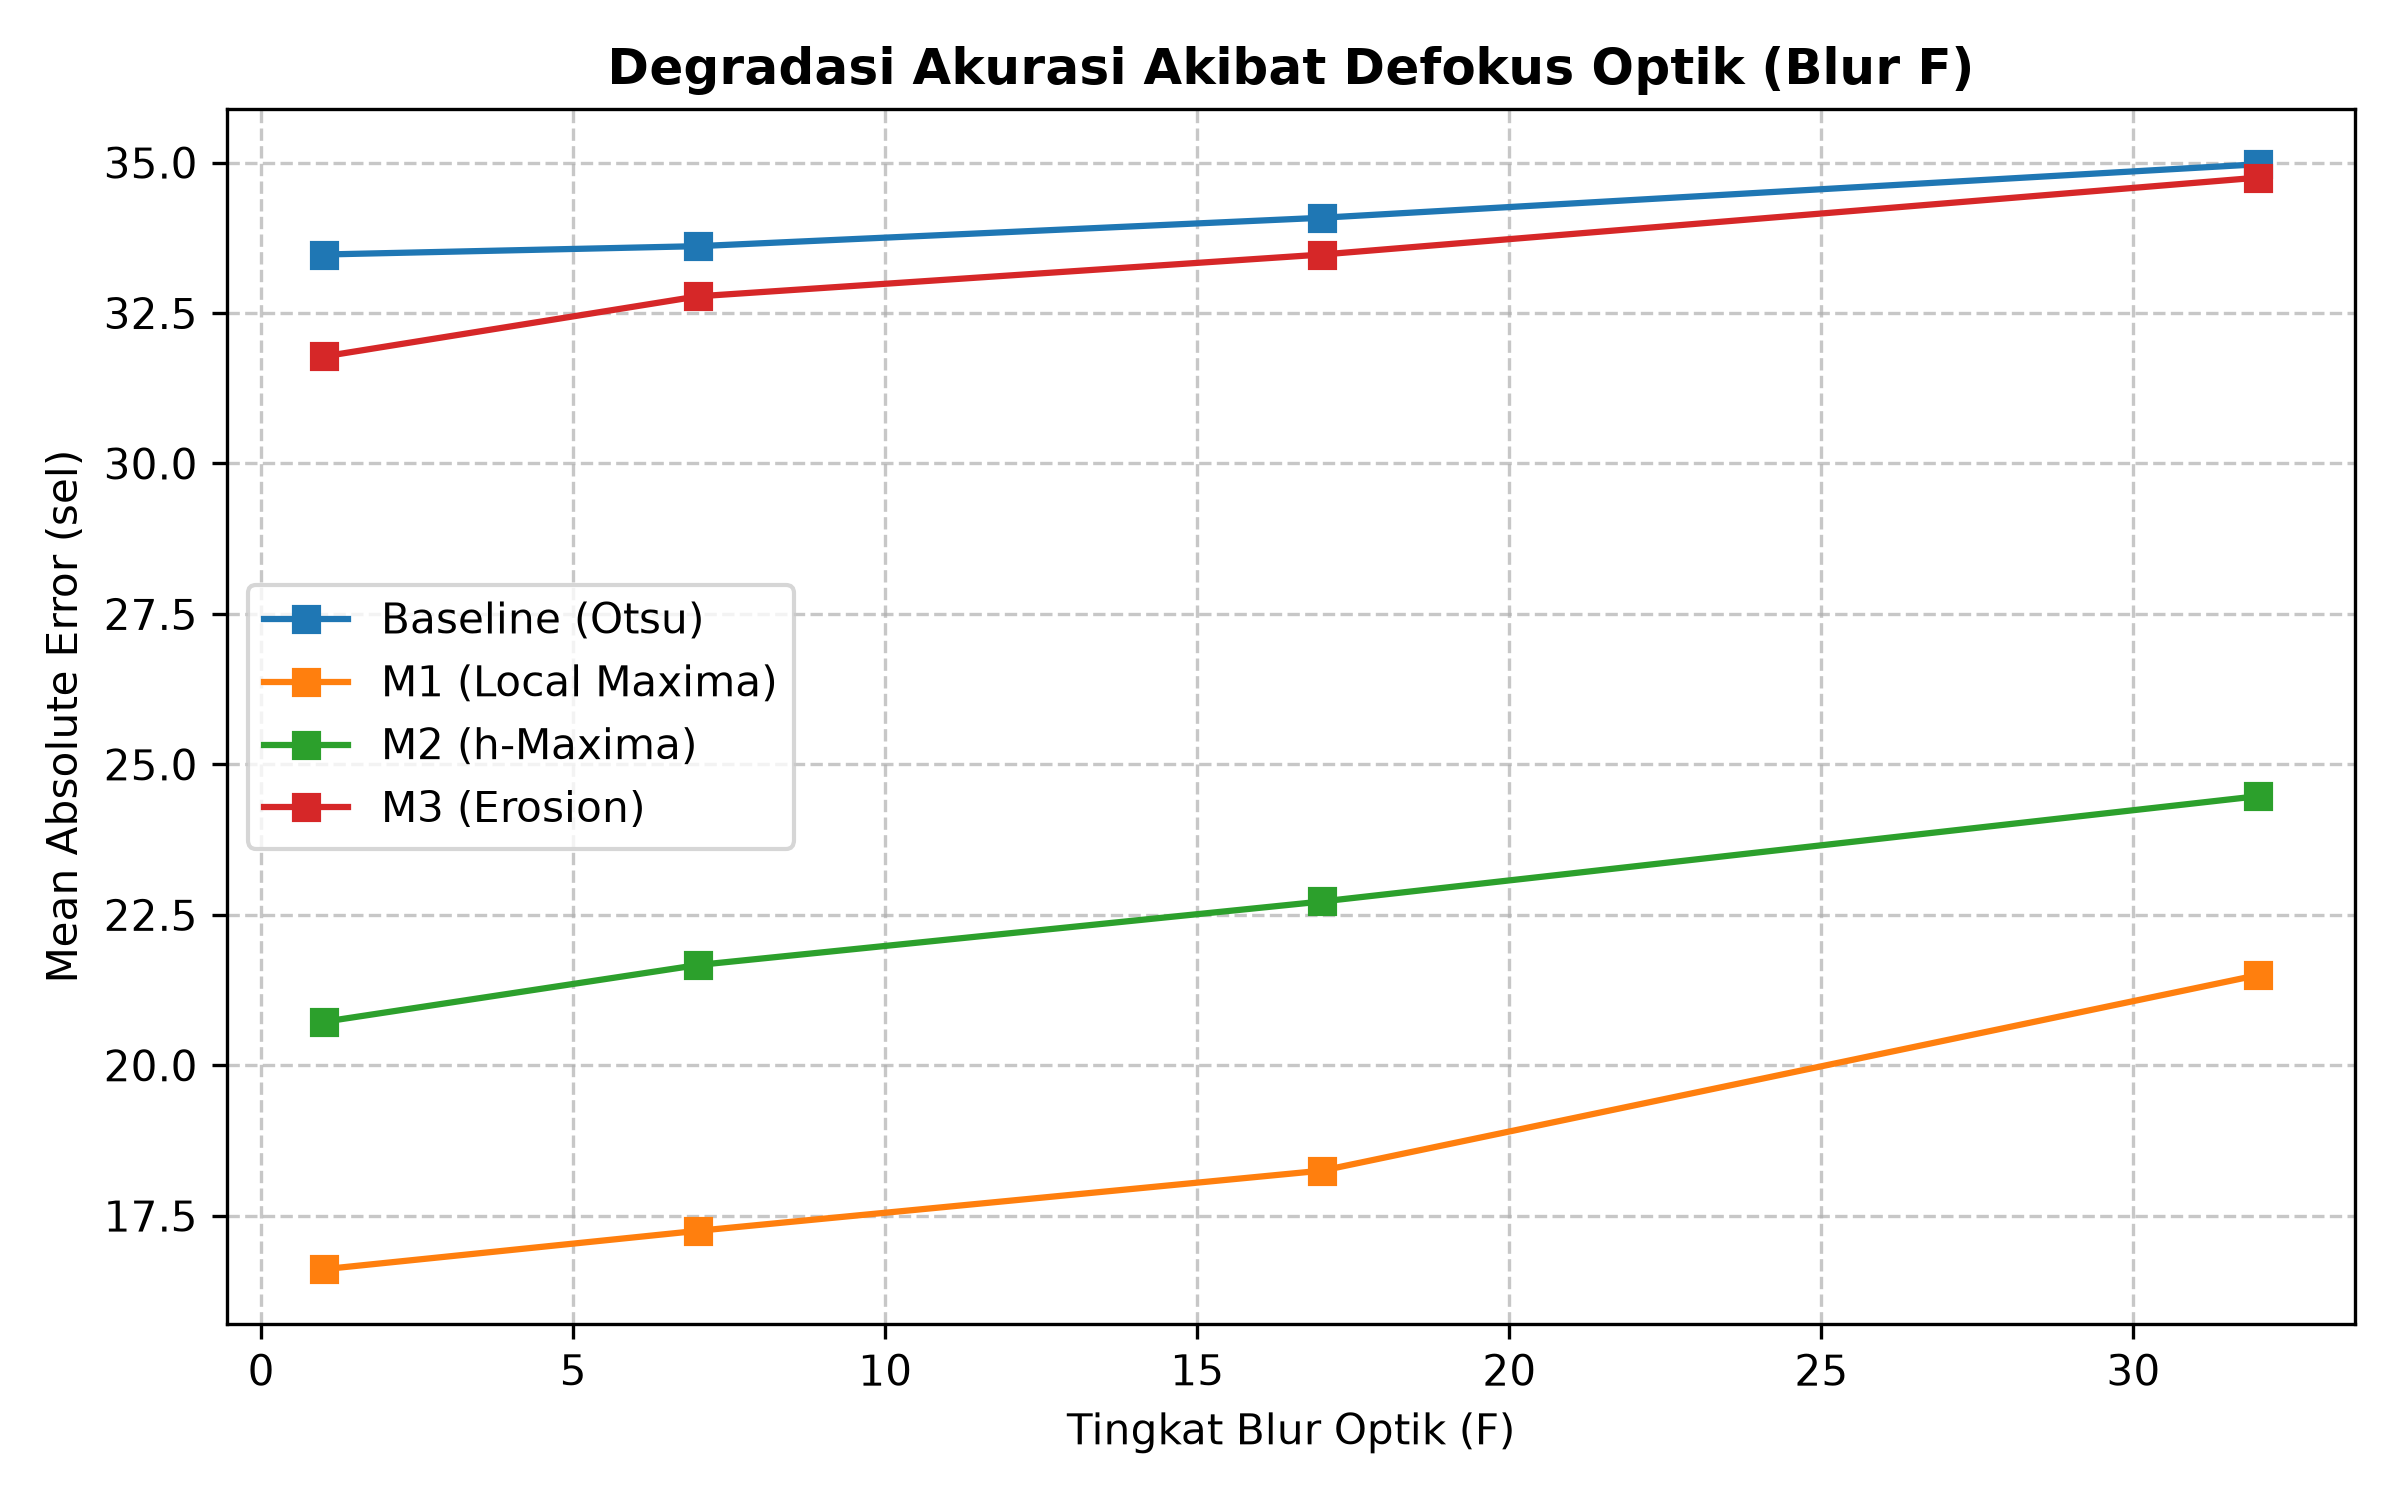 Degradasi Akurasi Akibat Defokus Optik (Blur F)
Mean Absolute Error (sel)
35.0
32.5
30.0
27.5
25.0
22.5
20.0
17.5
Baseline (Otsu)
M1 (Local Maxima)
M2 (h-Maxima)
M3 (Erosion)
0 5 10 15 20 25 30
Tingkat Blur Optik (F)